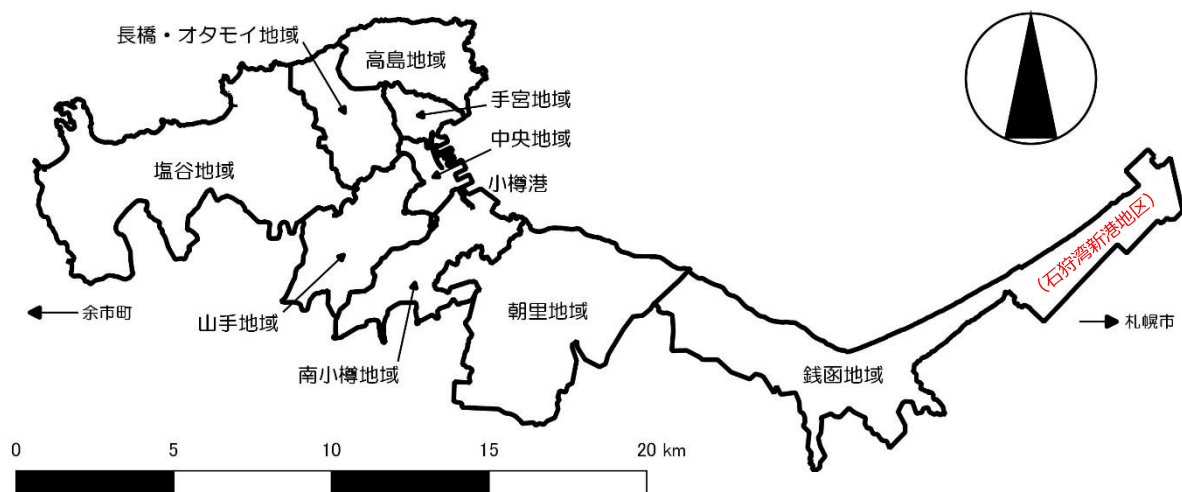 長橋・オタモイ地域
高島地域
手宮地域
中央地域
塩谷地域
小樽港
(石狩湾新港地区)
余市町
山手地域
朝里地域
札幌市
南小樽地域
銭函地域
0 5 10 15 20 km